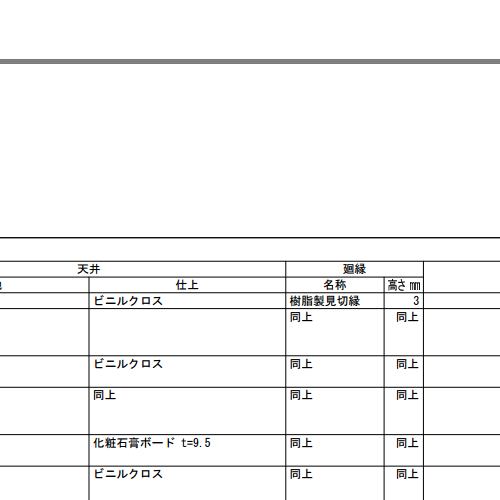 天井 廻縁
仕上 名称 高さmm
ビニルクロス 樹脂製見切縁 3
同上 同上
ビニルクロス 同上 同上
同上 同上 同上
化粧石膏ボード t=9.5 同上 同上
ビニルクロス 同上 同上